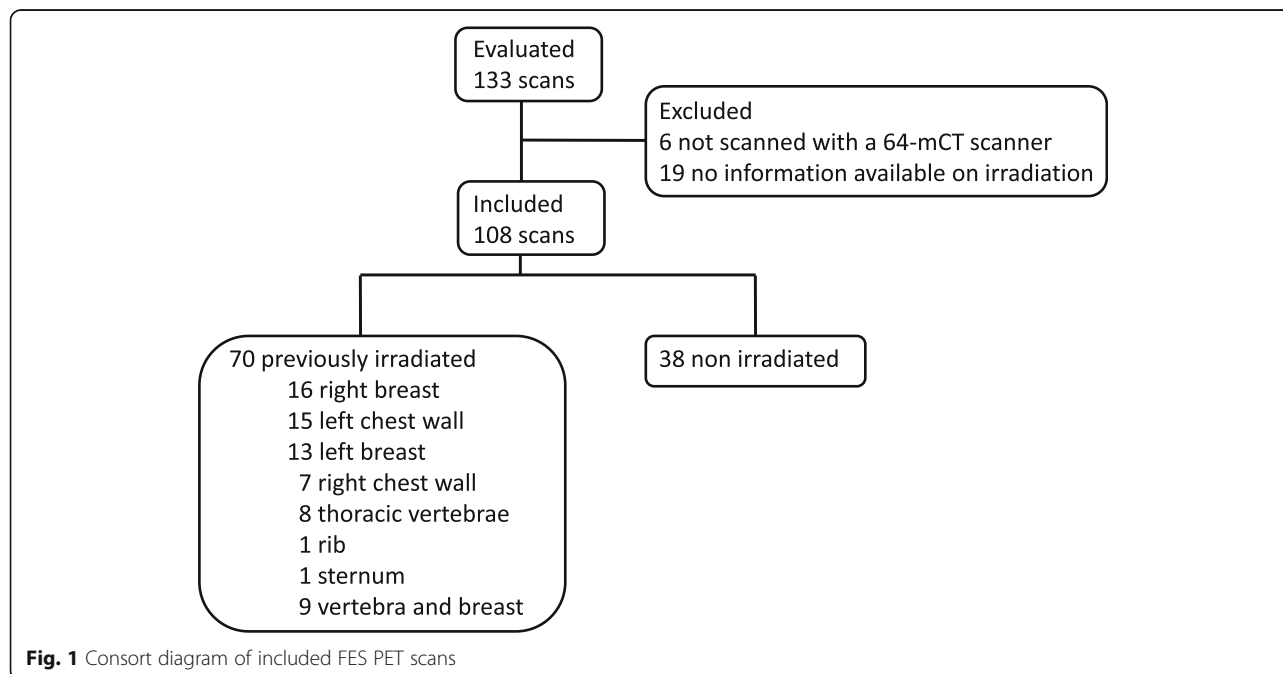 Evaluated
133 scans
Excluded
6 not scanned with a 64-mCT scanner
19 no information available on irradiation
Included
108 scans
70 previously irradiated
16 right breast
15 left chest wall
13 left breast
7 right chest wall
8 thoracic vertebrae
1 rib
1 sternum
9 vertebra and breast
38 non irradiated
Fig. 1 Consort diagram of included FES PET scans